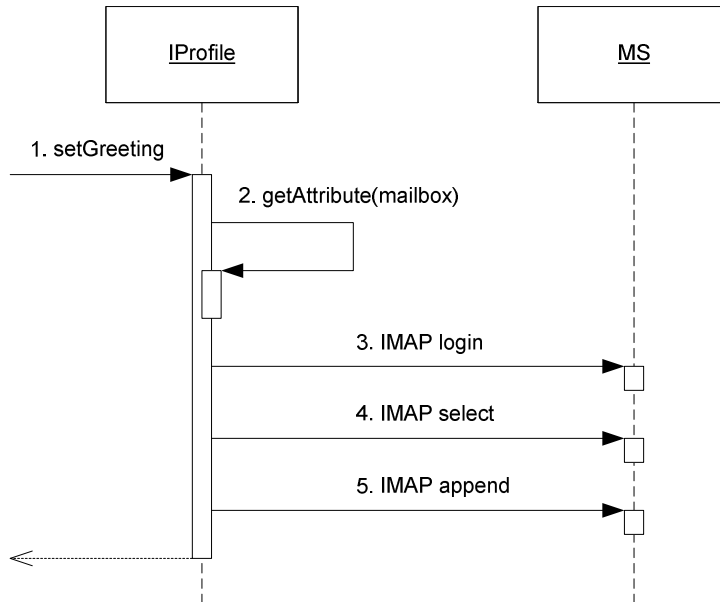 IProfile
MS
1. setGreeting
2. getAttribute(mailbox)
3. IMAP login
4. IMAP select
5. IMAP append